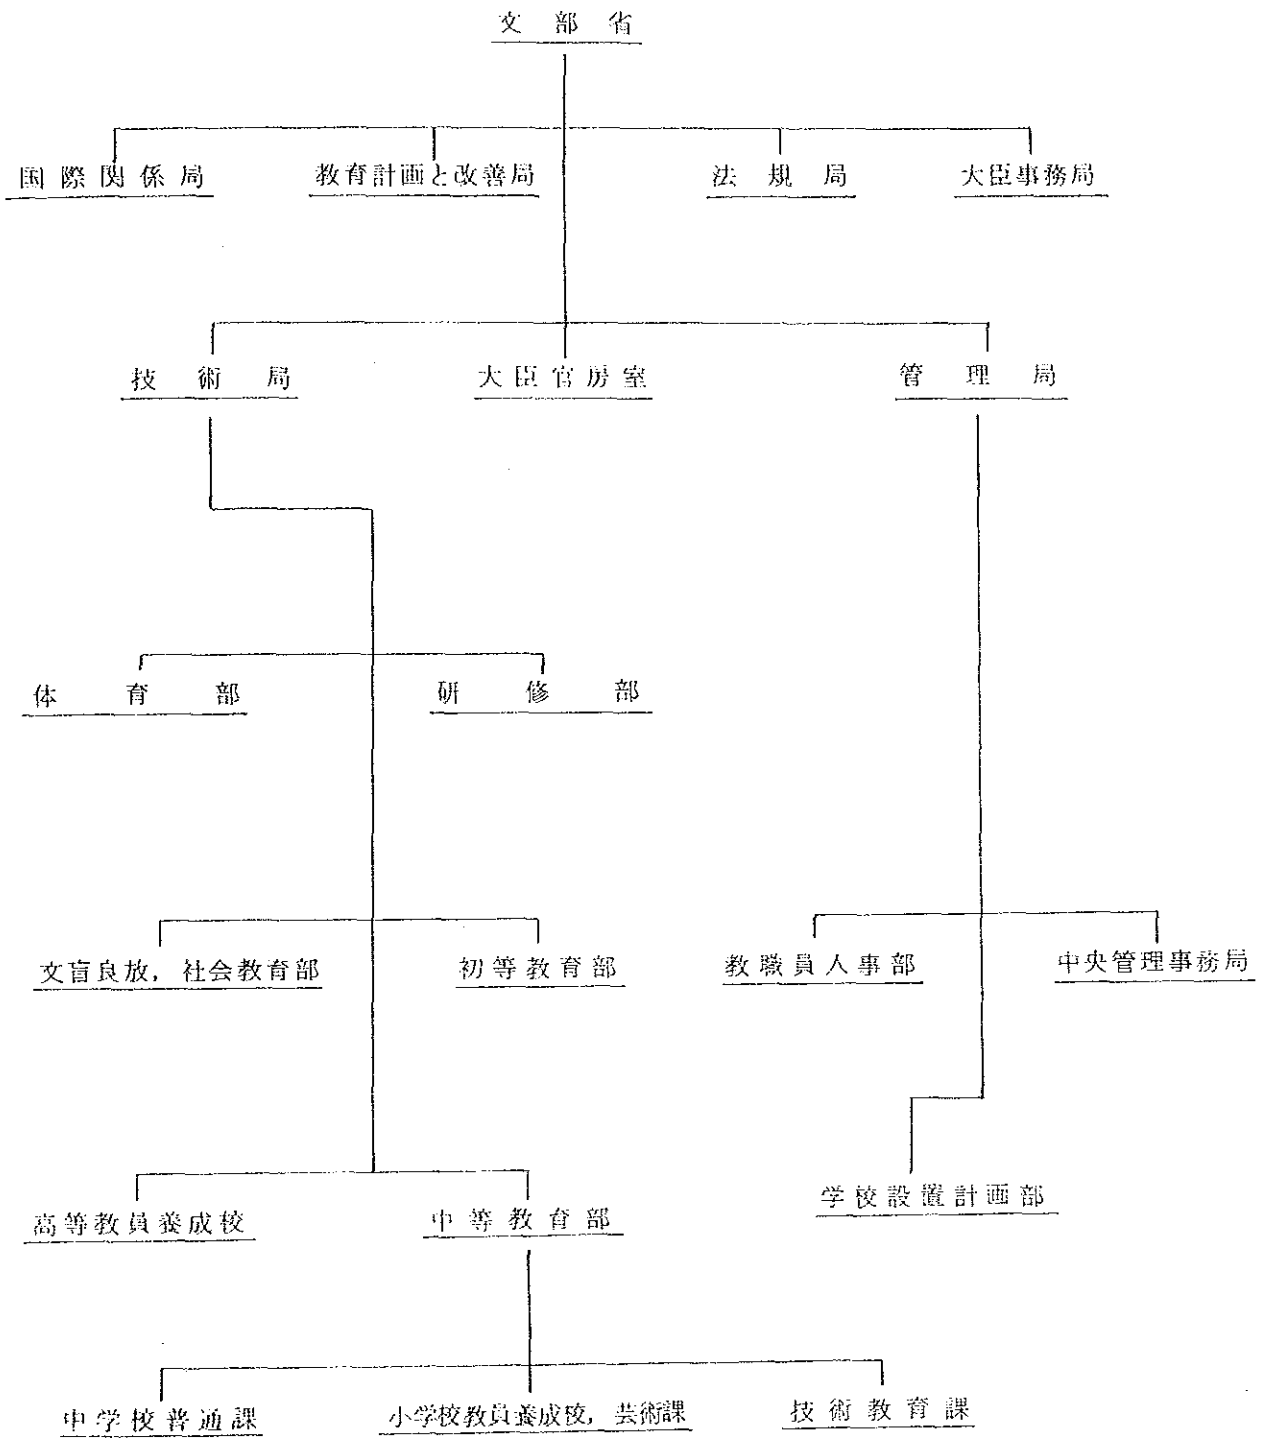 文部省
国際関係局 教育計画と改善局 法規局 大臣事務局
技術局 大臣官房室 管理局
体育部 研修部
文盲良放，社会教育部 初等教育部 教職員人事部 中央管理事務局
高等教員養成校 中等教育部 学校設置計画部
中学校普通課 小学校教員養成校，芸術課 技術教育課